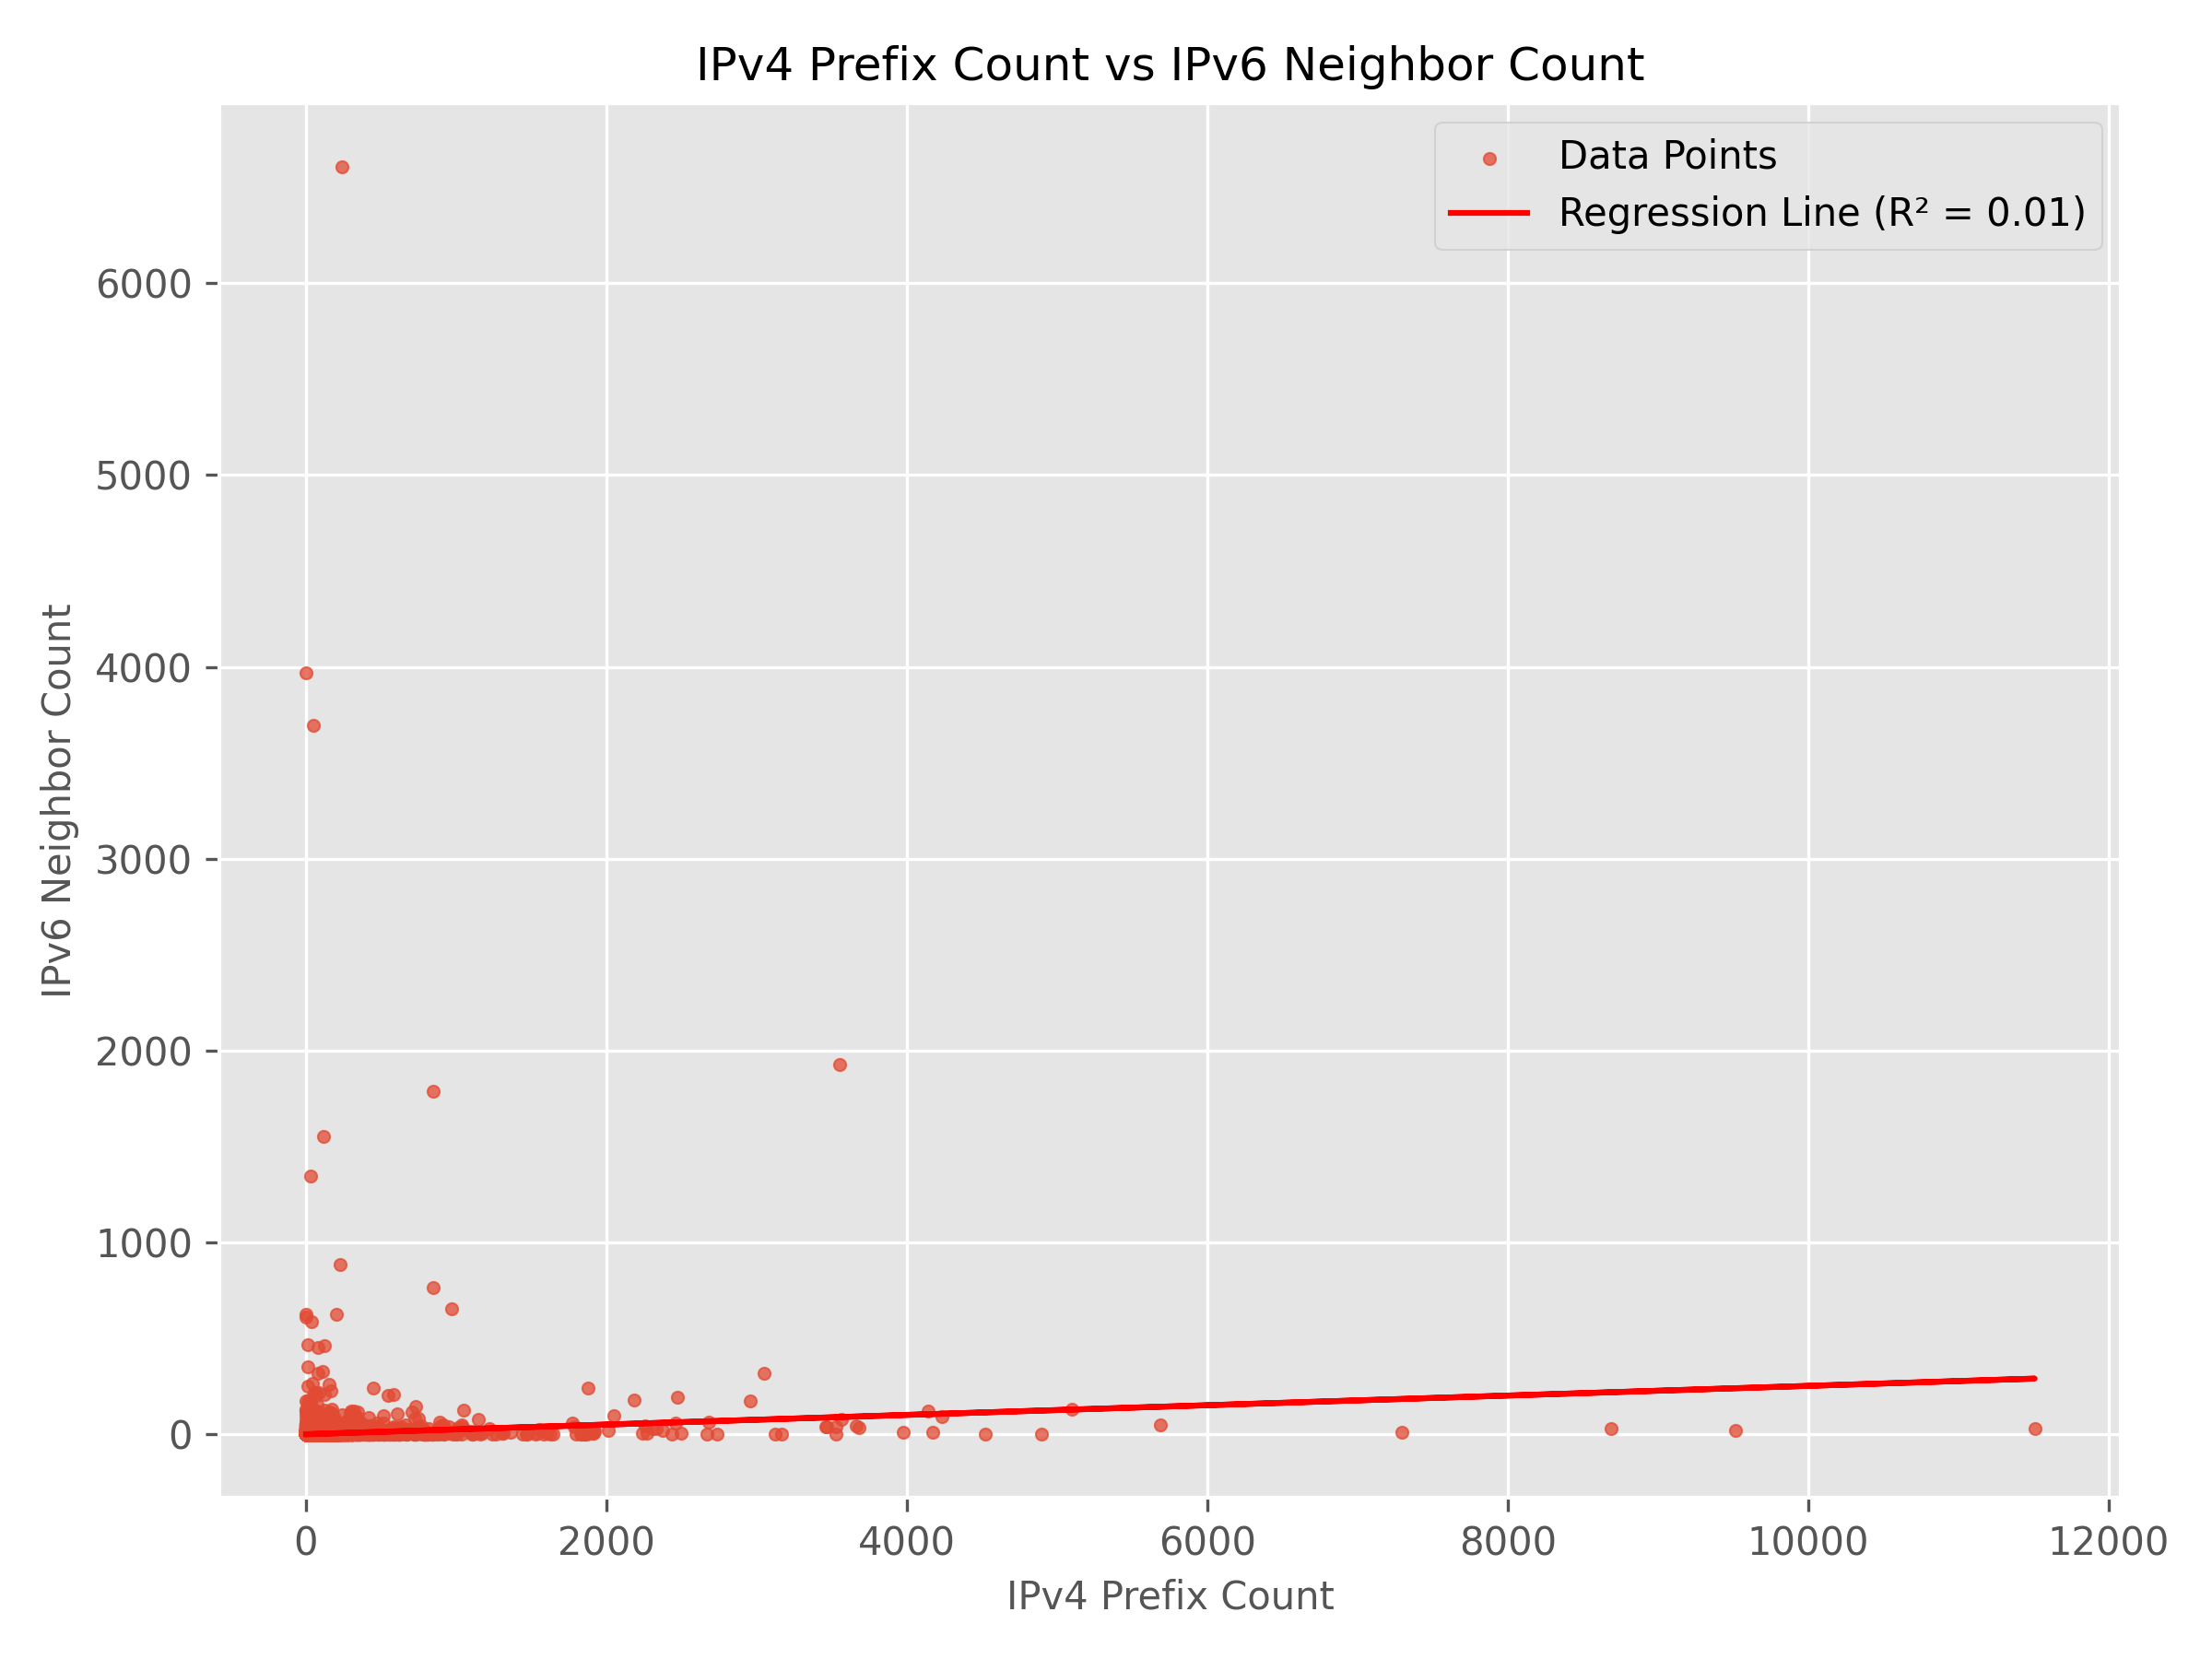 IPv4 Prefix Count vs IPv6 Neighbor Count
Data Points
Regression Line (R² = 0.01)
6000
5000
4000
3000
2000
1000
0
IPv6 Neighbor Count
0 2000 4000 6000 8000 10000 12000
IPv4 Prefix Count